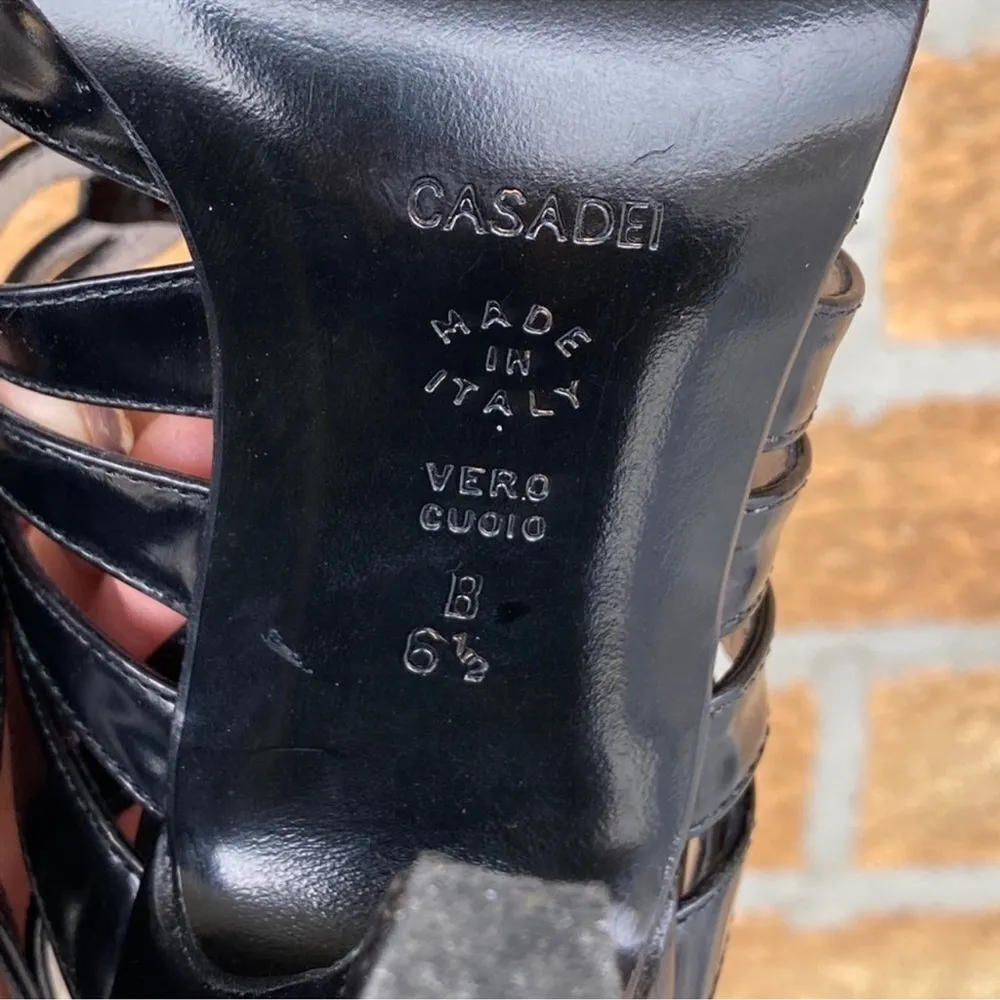 CASADEI
MADE
IN
ITALY
VERO
CUOIO
B
6½